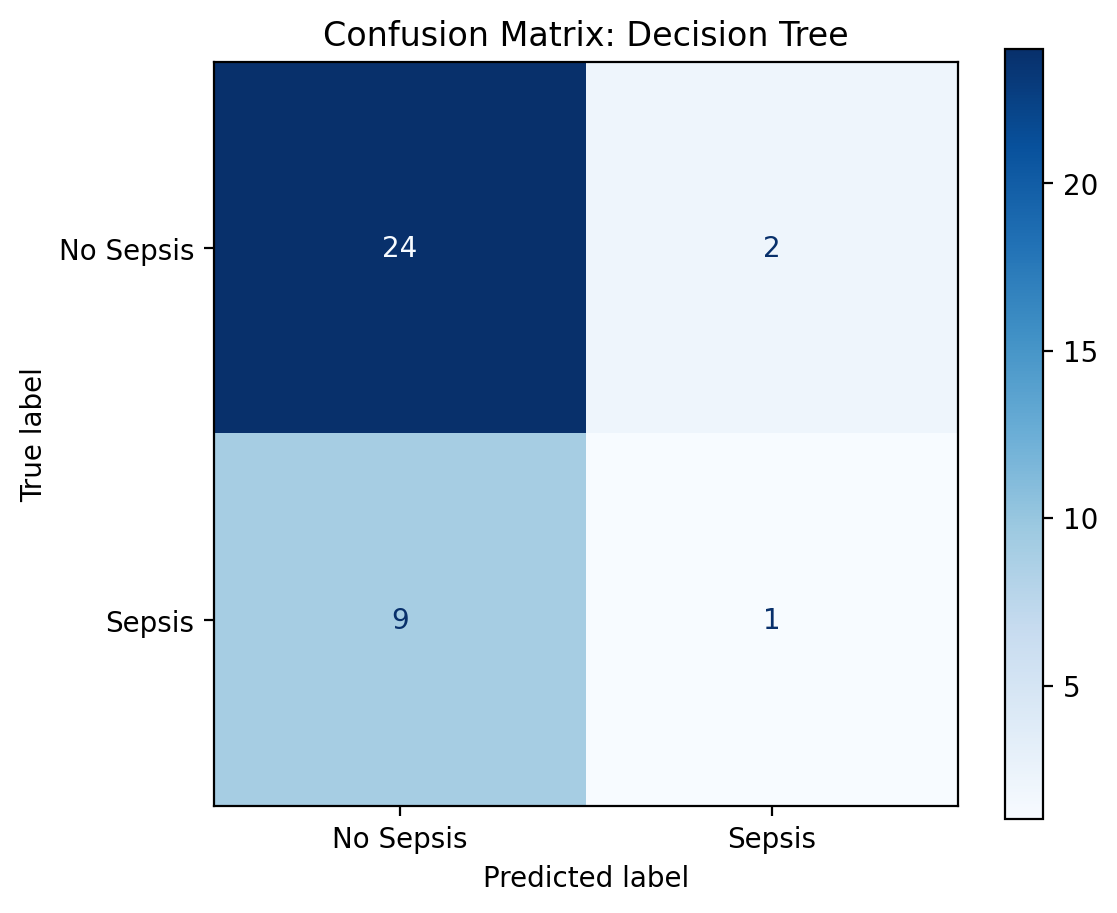 Confusion Matrix: Decision Tree
No Sepsis
24
2
20
15
True label
10
Sepsis
9
1
5
No Sepsis
Sepsis
Predicted label